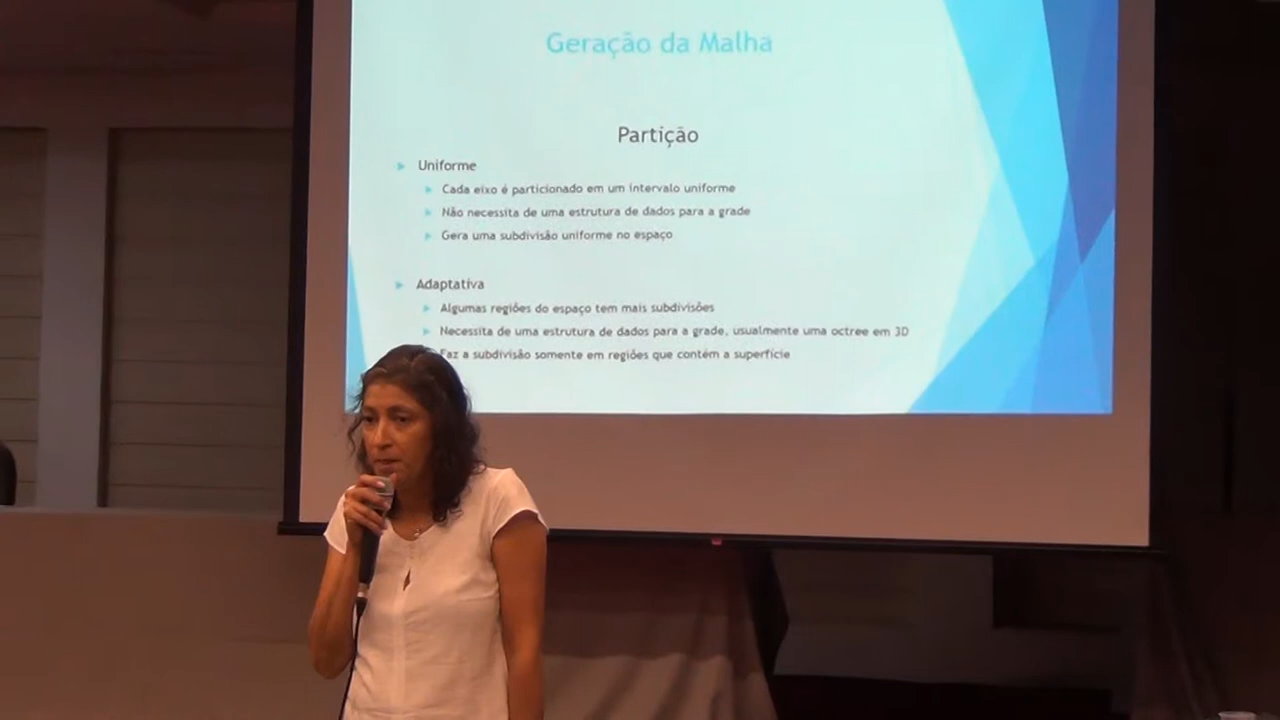 Geração da Malha
Partição
Uniforme
Cada eixo é particionado em um intervalo uniforme
Não necessita de uma estrutura de dados para a grade
Gera uma subdivisão uniforme no espaço
Adaptativa
Algumas regiões do espaço tem mais subdivisões
Necessita de uma estrutura de dados para a grade, usualmente uma octree em 3D
Faz a subdivisão somente em regiões que contém a superfície